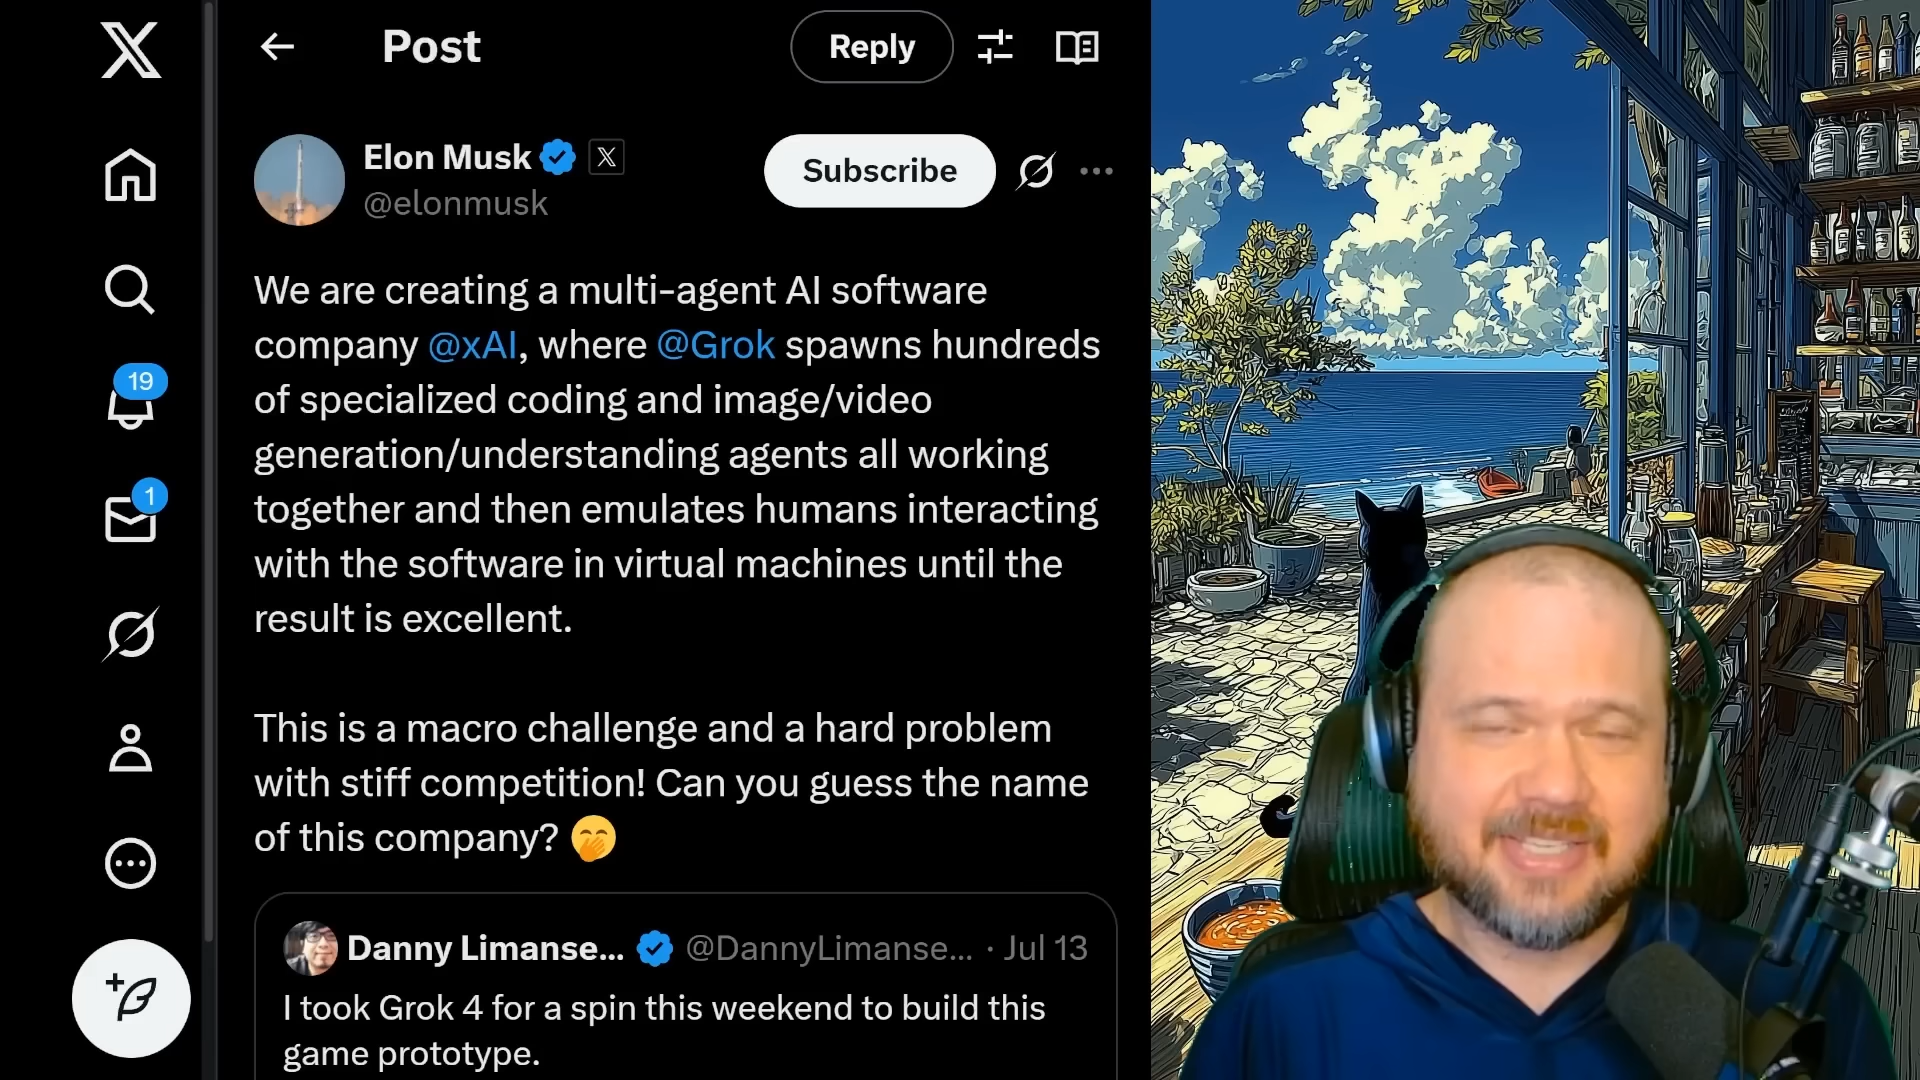 Post
Reply
Elon Musk
Subscribe
@elonmusk
We are creating a multi-agent AI software
company @xAI, where @Grok spawns hundreds
of specialized coding and image/video
generation/understanding agents all working
together and then emulates humans interacting
with the software in virtual machines until the
result is excellent.
This is a macro challenge and a hard problem
with stiff competition! Can you guess the name
of this company? 🤭
Danny Limanse... @DannyLimanse... · Jul 13
I took Grok 4 for a spin this weekend to build this
game prototype.
19
1